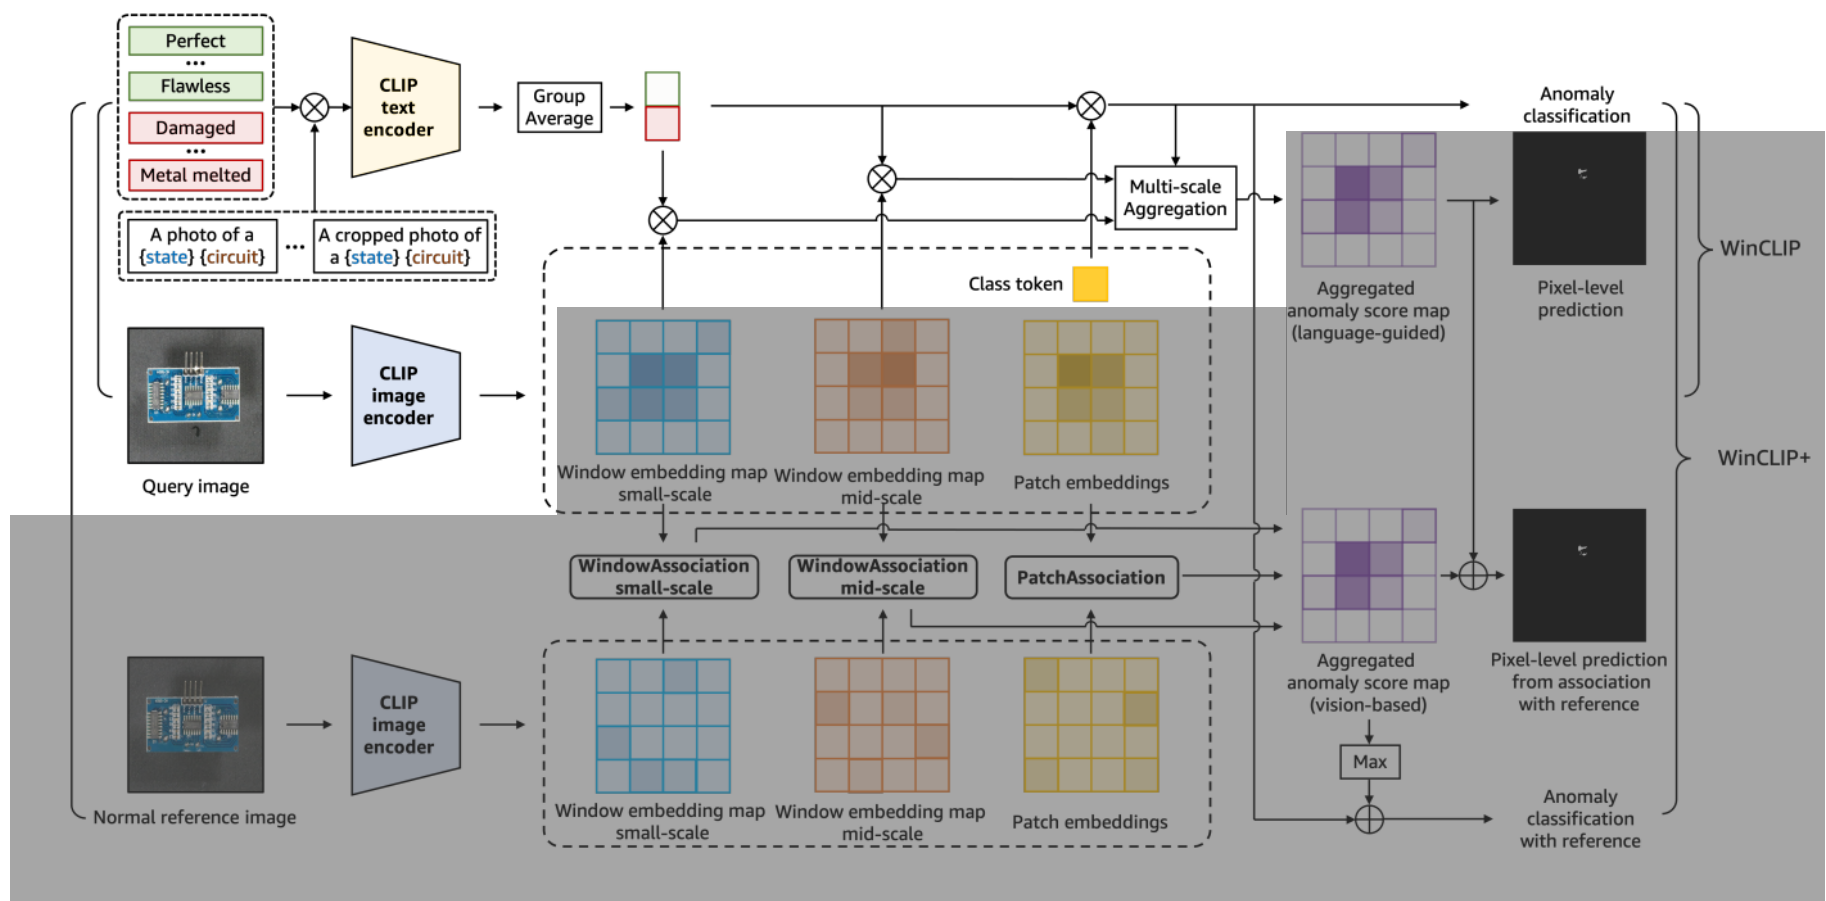 Perfect
...
Flawless
Damaged
...
Metal melted
A photo of a
{state} {circuit}
...
A cropped photo of
a {state} {circuit}
CLIP
text
encoder
Group
Average
Multi-scale
Aggregation
Anomaly
classification
Class token
Aggregated
anomaly score map
(language-guided)
Pixel-level
prediction
WinCLIP
Query image
CLIP
image
encoder
Window embedding map
small-scale
Window embedding map
mid-scale
Patch embeddings
WinCLIP+
WindowAssociation
small-scale
WindowAssociation
mid-scale
PatchAssociation
Aggregated
anomaly score map
(vision-based)
Pixel-level prediction
from association
with reference
Normal reference image
CLIP
image
encoder
Window embedding map
small-scale
Window embedding map
mid-scale
Patch embeddings
Max
Anomaly
classification
with reference